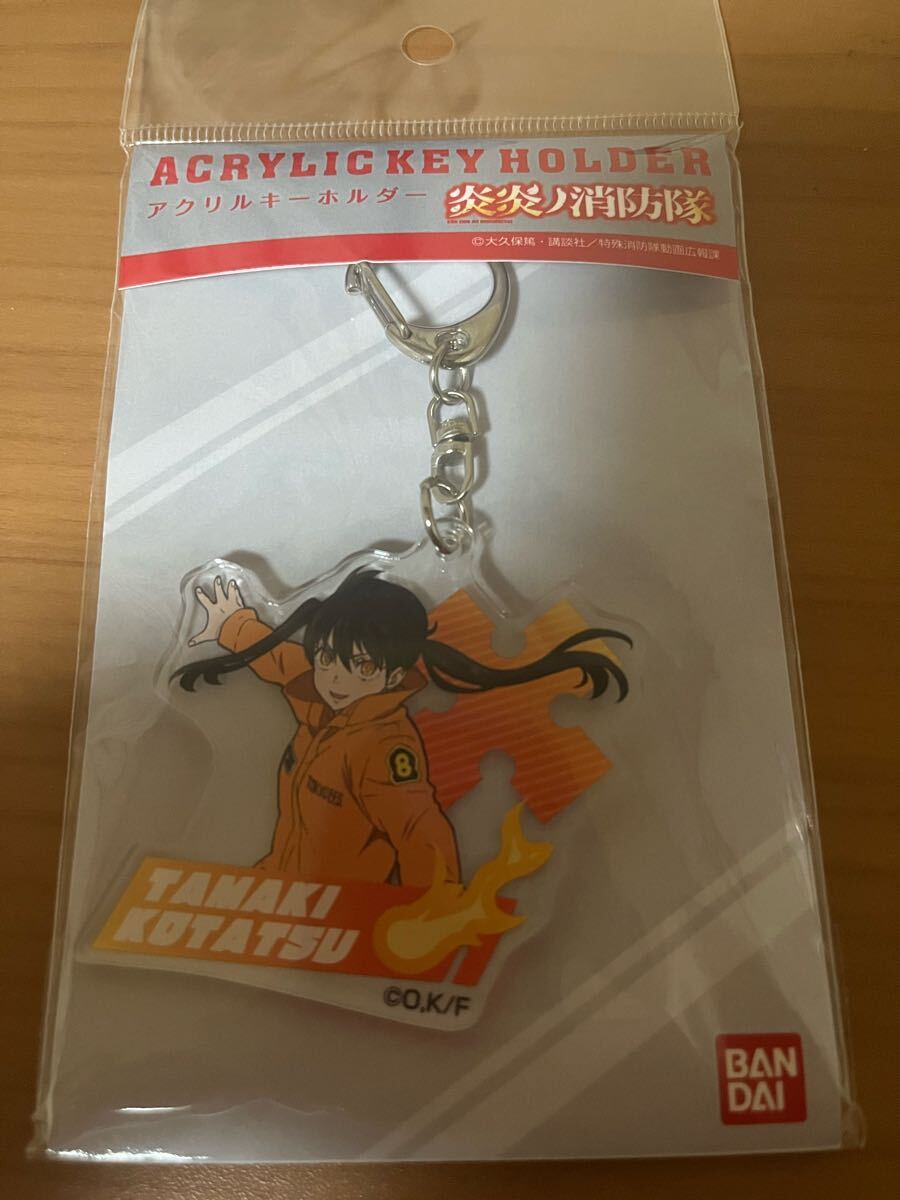 ACRYLIC KEY HOLDER
アクリルキーホルダー
炎炎ノ消防隊
©大久保篤・講談社／特殊消防隊動画広報課
8
TAMAKI
KOTATSU
©O,K/F
BAN
DAI